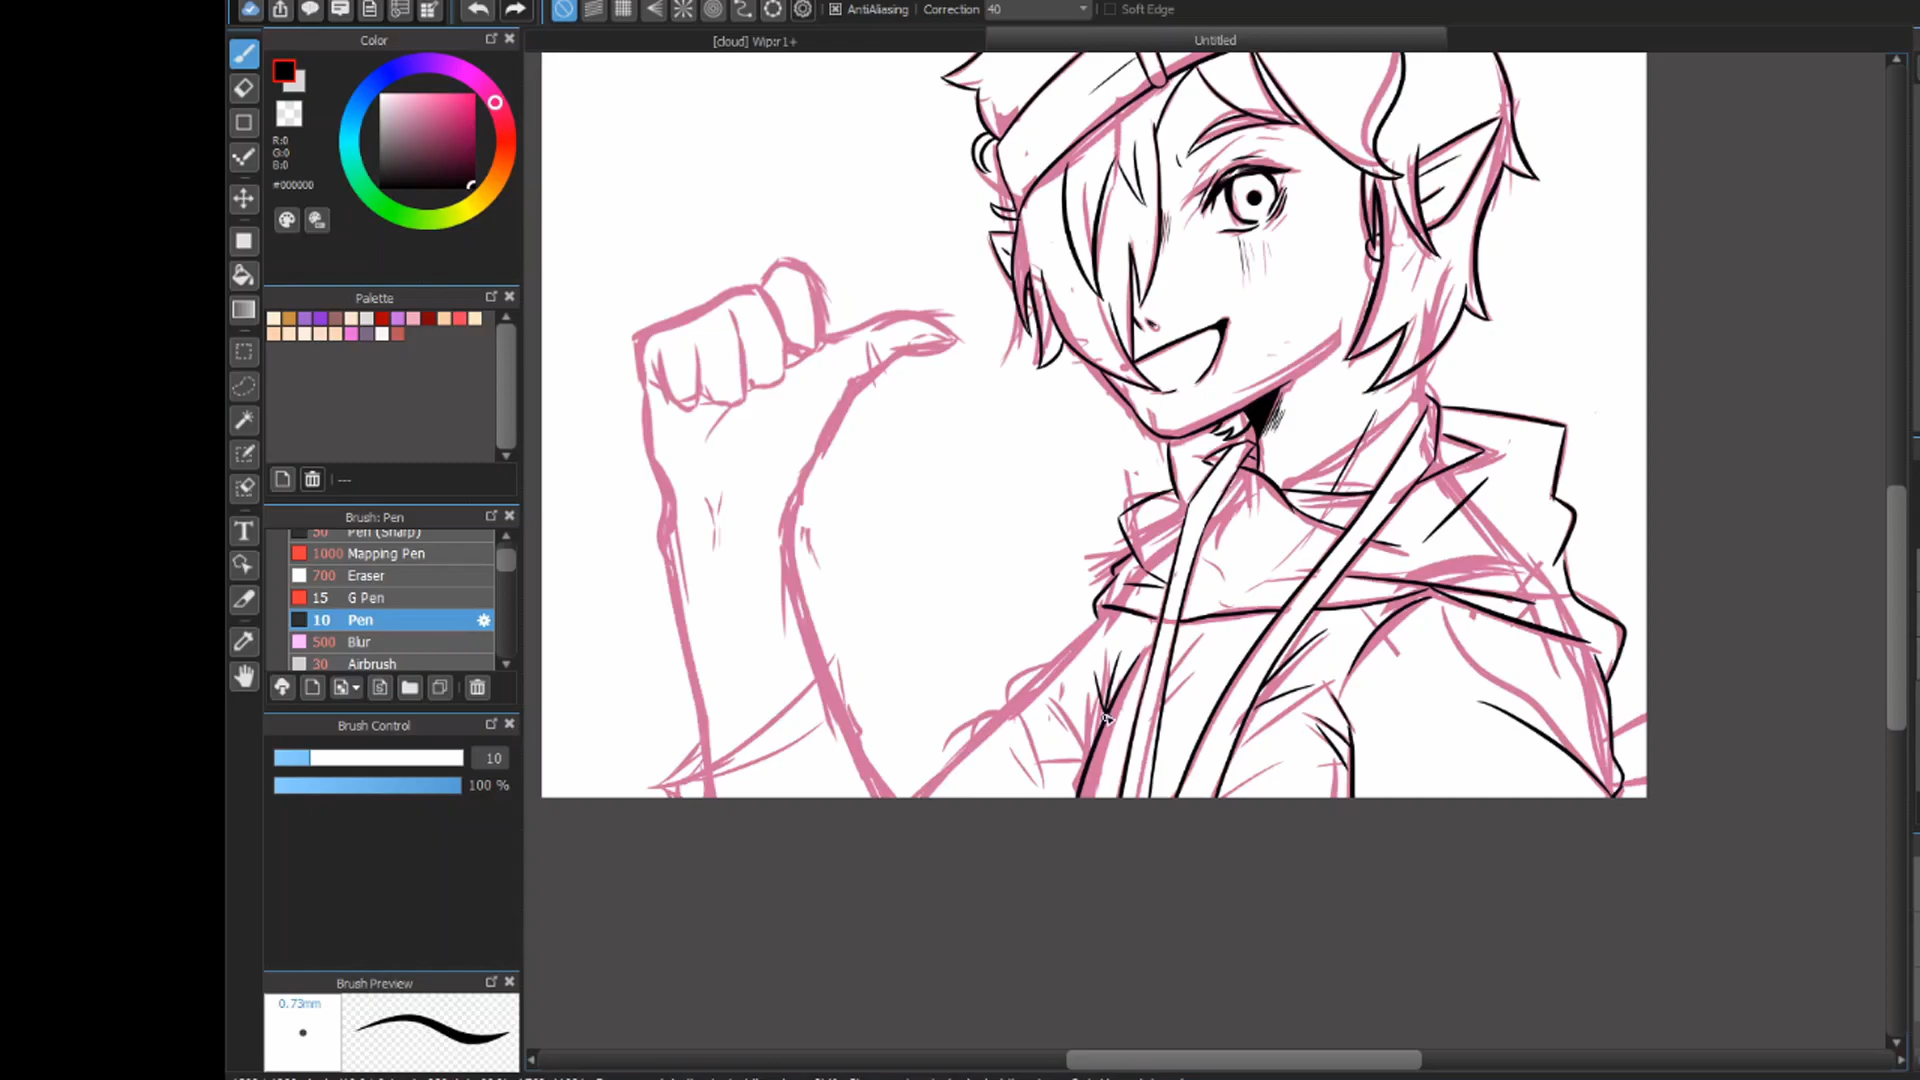 AntiAliasing Correction 40 Soft Edge
Color
[cloud] Wip:r1+
Untitled
R:0
G:0
B:0
#000000
Palette
---
Brush: Pen
50 Pen (Sharp)
1000 Mapping Pen
700 Eraser
15 G Pen
10 Pen
500 Blur
30 Airbrush
Brush Control
10
100 %
Brush Preview
0.73mm